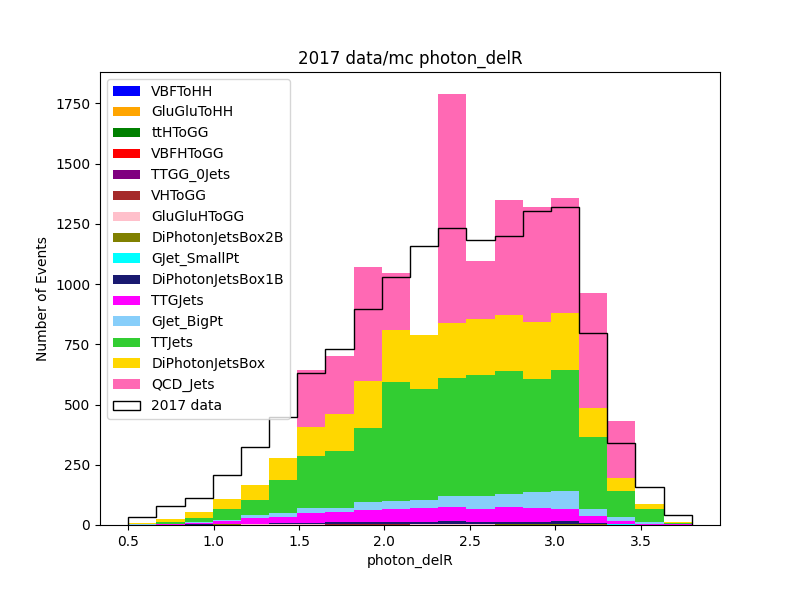 2017 data/mc photon_delR
Number of Events
1750
1500
1250
1000
750
500
250
0
VBFToHH
GluGluToHH
ttHToGG
VBFHToGG
TTGG_0Jets
VHToGG
GluGluHToGG
DiPhotonJetsBox2B
GJet_SmallPt
DiPhotonJetsBox1B
TTGJets
GJet_BigPt
TTJets
DiPhotonJetsBox
QCD_Jets
2017 data
0.5 1.0 1.5 2.0 2.5 3.0 3.5
photon_delR